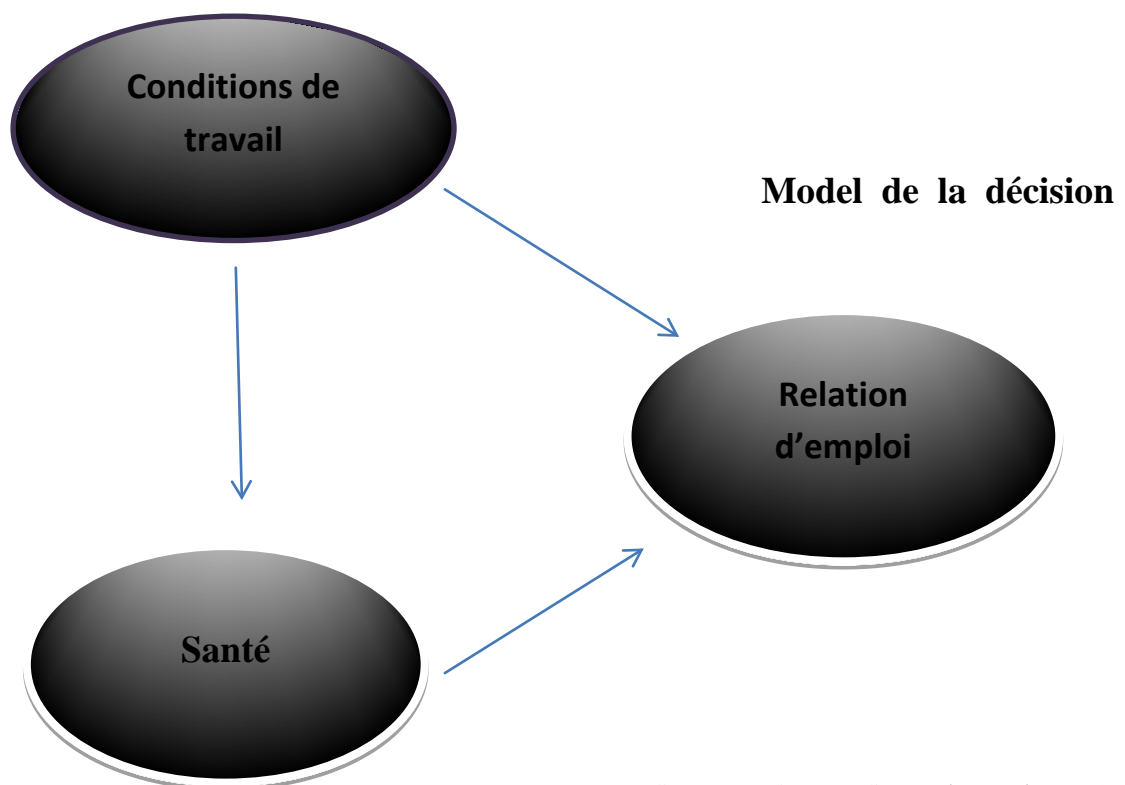 Conditions de
travail
Model de la décision
Relation
d’emploi
Santé